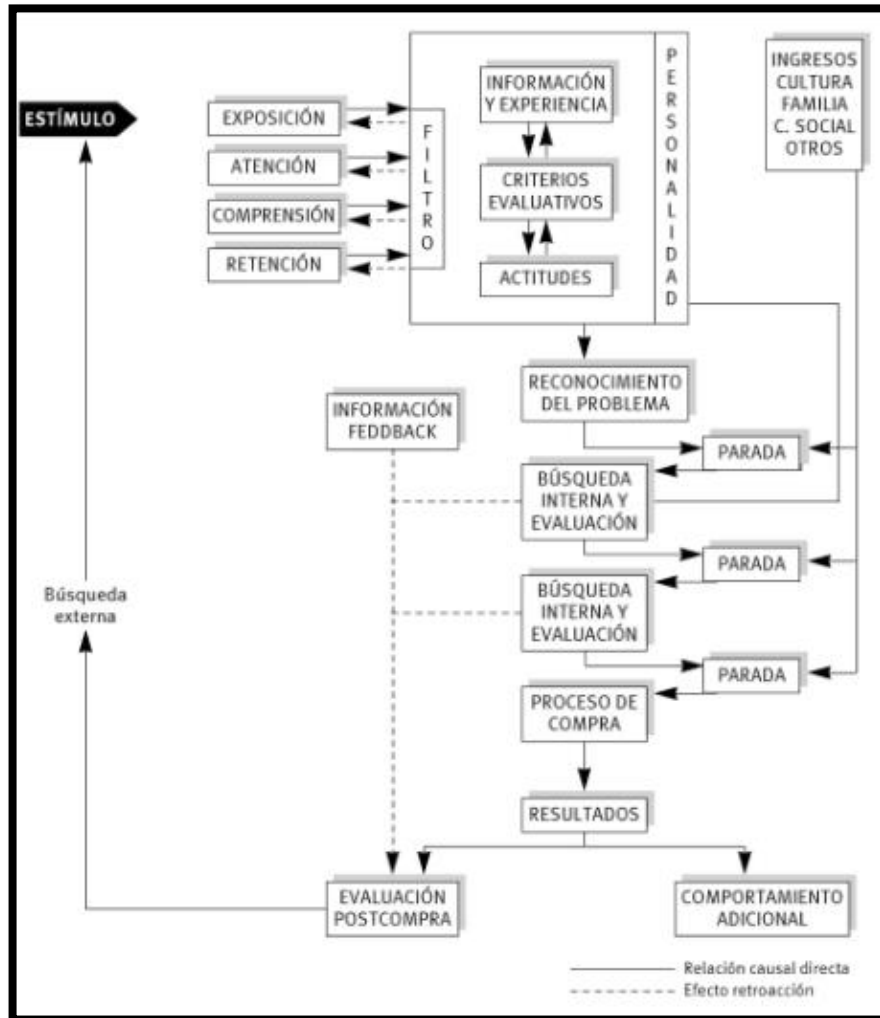 ESTÍMULO
EXPOSICIÓN
ATENCIÓN
COMPRENSIÓN
RETENCIÓN
FILTRO
INFORMACIÓN
Y EXPERIENCIA
CRITERIOS
EVALUATIVOS
ACTITUDES
PERSONALIDAD
INGRESOS
CULTURA
FAMILIA
C. SOCIAL
OTROS
RECONOCIMIENTO
DEL PROBLEMA
INFORMACIÓN
FEDDBACK
PARADA
BÚSQUEDA
INTERNA Y
EVALUACIÓN
PARADA
BÚSQUEDA
INTERNA Y
EVALUACIÓN
Búsqueda
externa
PARADA
PROCESO DE
COMPRA
RESULTADOS
EVALUACIÓN
POSTCOMPRA
COMPORTAMIENTO
ADICIONAL
Relación causal directa
Efecto retroacción